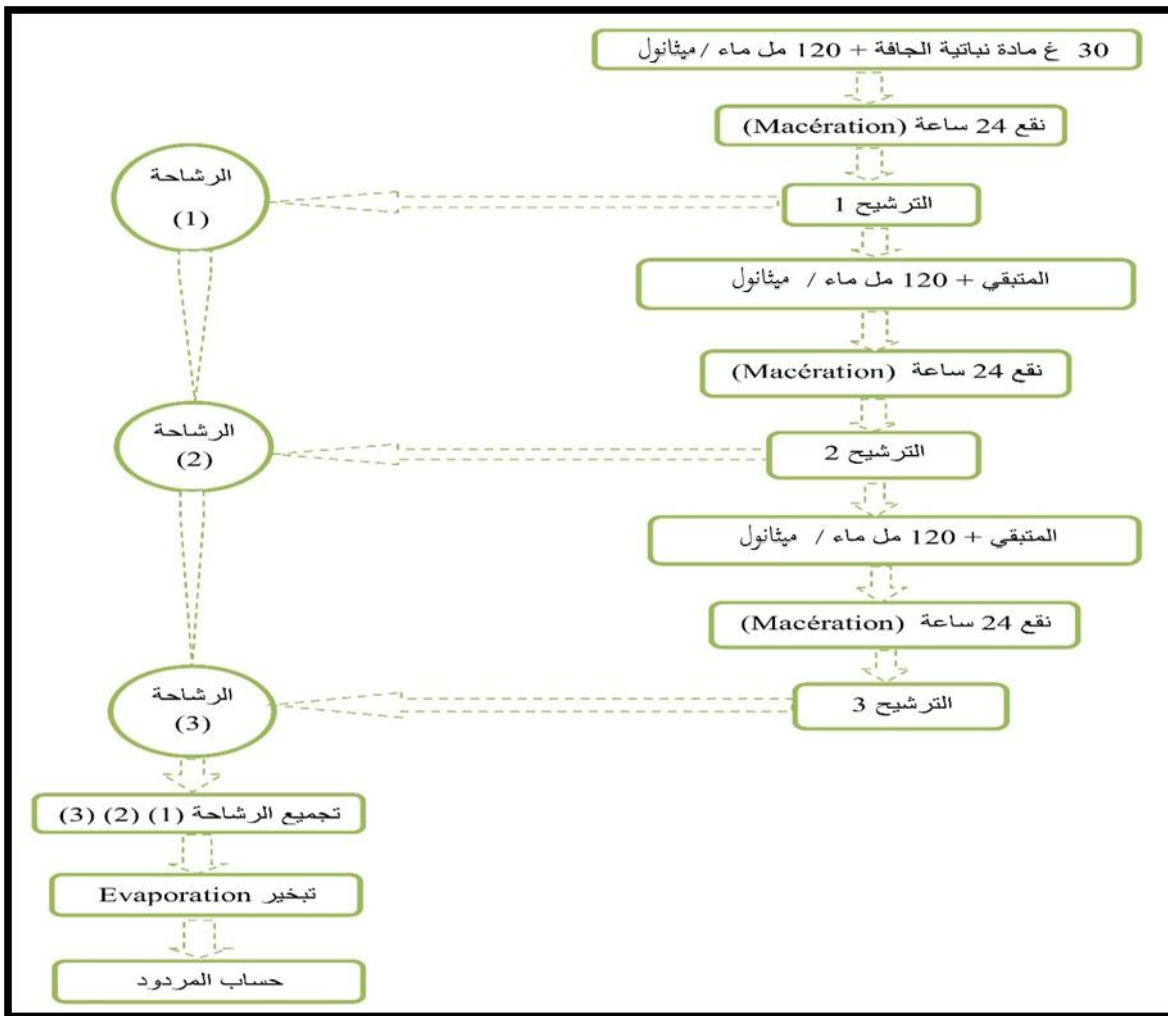 30 غ مادة نباتية الجافة + 120 مل ماء /ميثانول
نقع 24 ساعة (Macération)
الترشيح 1
الرشاحة
(1)
المتبقي + 120 مل ماء / ميثانول
نقع 24 ساعة (Macération)
الترشيح 2
الرشاحة
(2)
المتبقي + 120 مل ماء / ميثانول
نقع 24 ساعة (Macération)
الترشيح 3
الرشاحة
(3)
تجميع الرشاحة (1) (2) (3)
تبخير Evaporation
حساب المردود